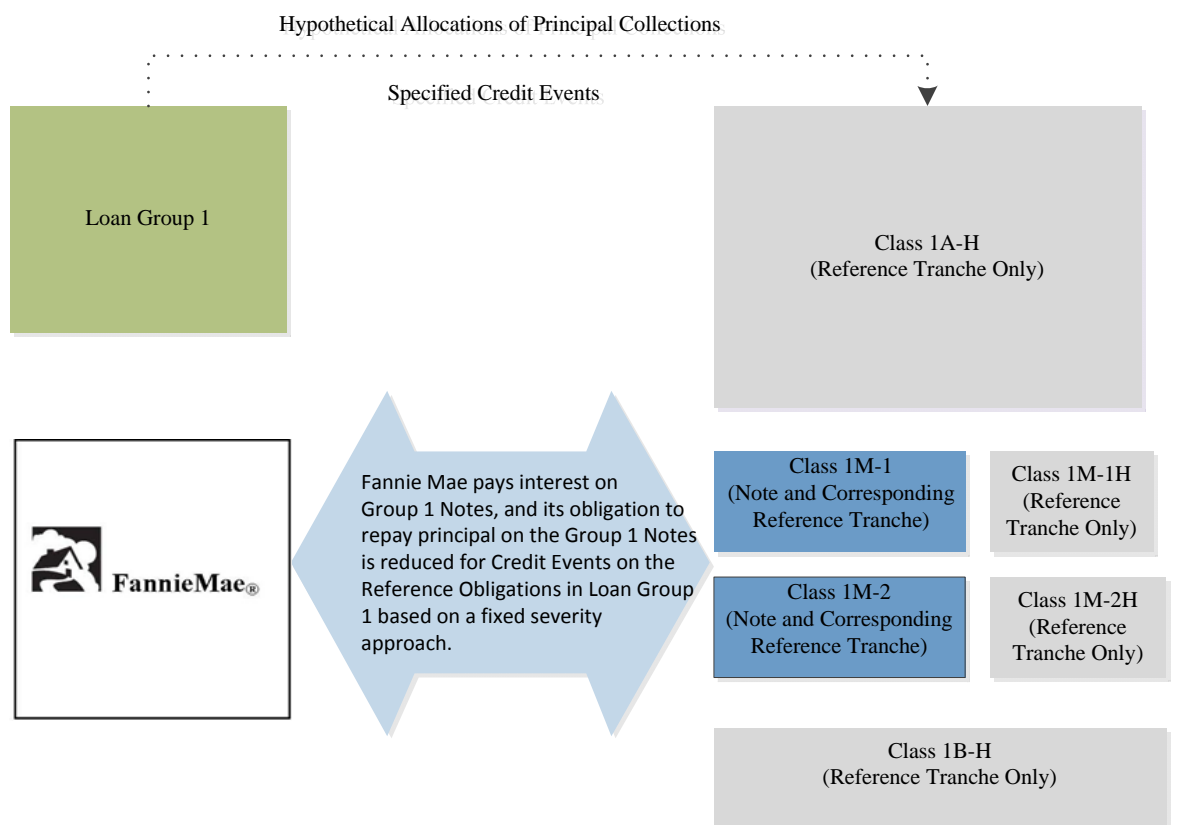 Hypothetical Allocations of Principal Collections
Specified Credit Events
Loan Group 1
Class 1A-H
(Reference Tranche Only)
FannieMae®
Fannie Mae pays interest on
Group 1 Notes, and its obligation to
repay principal on the Group 1 Notes
is reduced for Credit Events on the
Reference Obligations in Loan Group
1 based on a fixed severity
approach.
Class 1M-1
(Note and Corresponding
Reference Tranche)
Class 1M-1H
(Reference
Tranche Only)
Class 1M-2
(Note and Corresponding
Reference Tranche)
Class 1M-2H
(Reference
Tranche Only)
Class 1B-H
(Reference Tranche Only)